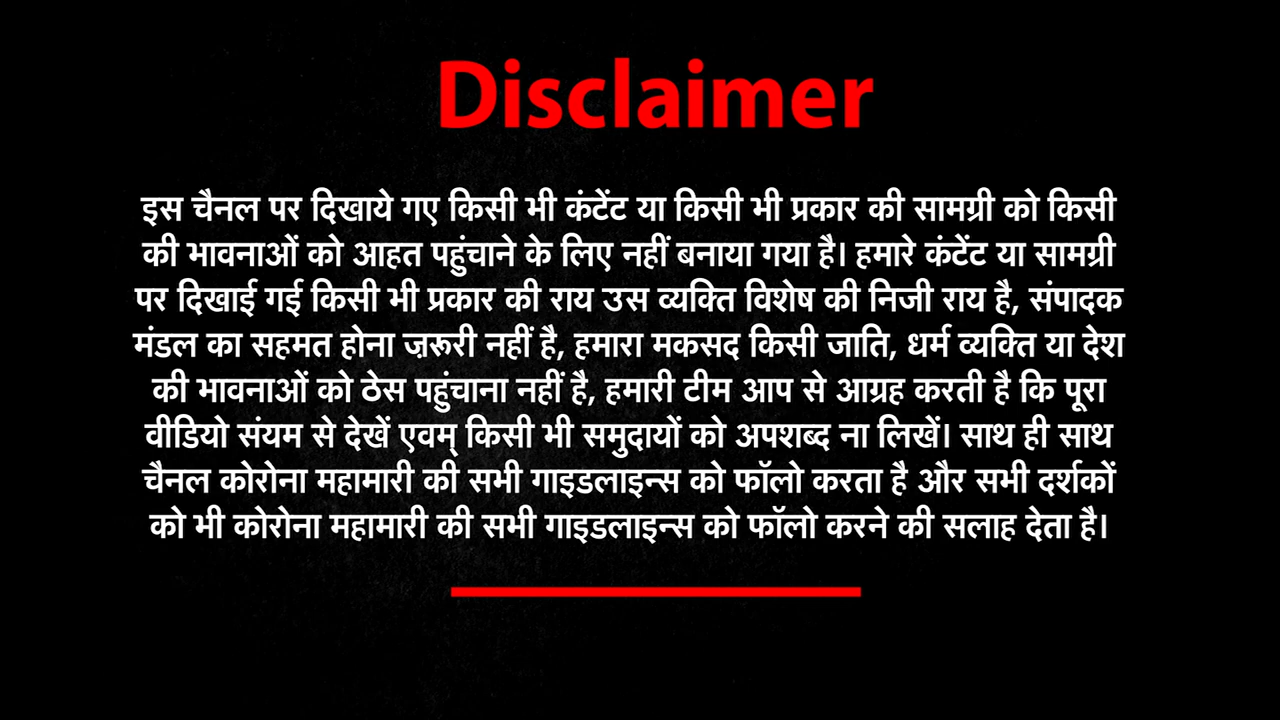 Disclaimer
इस चैनल पर दिखाये गए किसी भी कंटेंट या किसी भी प्रकार की सामग्री को किसी
की भावनाओं को आहत पहुंचाने के लिए नहीं बनाया गया है। हमारे कंटेंट या सामग्री
पर दिखाई गई किसी भी प्रकार की राय उस व्यक्ति विशेष की निजी राय है, संपादक
मंडल का सहमत होना ज़रूरी नहीं है, हमारा मकसद किसी जाति, धर्म व्यक्ति या देश
की भावनाओं को ठेस पहुंचाना नहीं है, हमारी टीम आप से आग्रह करती है कि पूरा
वीडियो संयम से देखें एवम् किसी भी समुदायों को अपशब्द ना लिखें। साथ ही साथ
चैनल कोरोना महामारी की सभी गाइडलाइन्स को फॉलो करता है और सभी दर्शकों
को भी कोरोना महामारी की सभी गाइडलाइन्स को फॉलो करने की सलाह देता है।